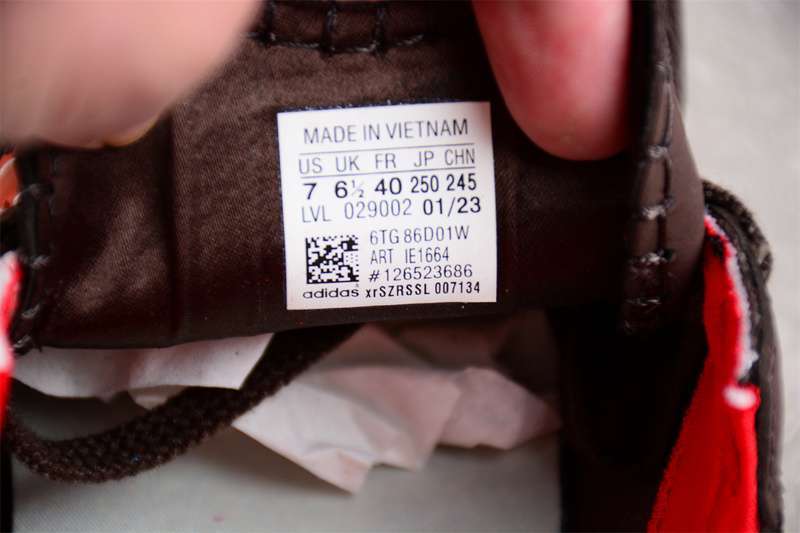 MADE IN VIETNAM
US UK FR JP CHN
7 6½ 40 250 245
LVL 029002 01/23
6TG 86D01W
ART IE1664
#126523686
adidas xrSZRSSL 007134